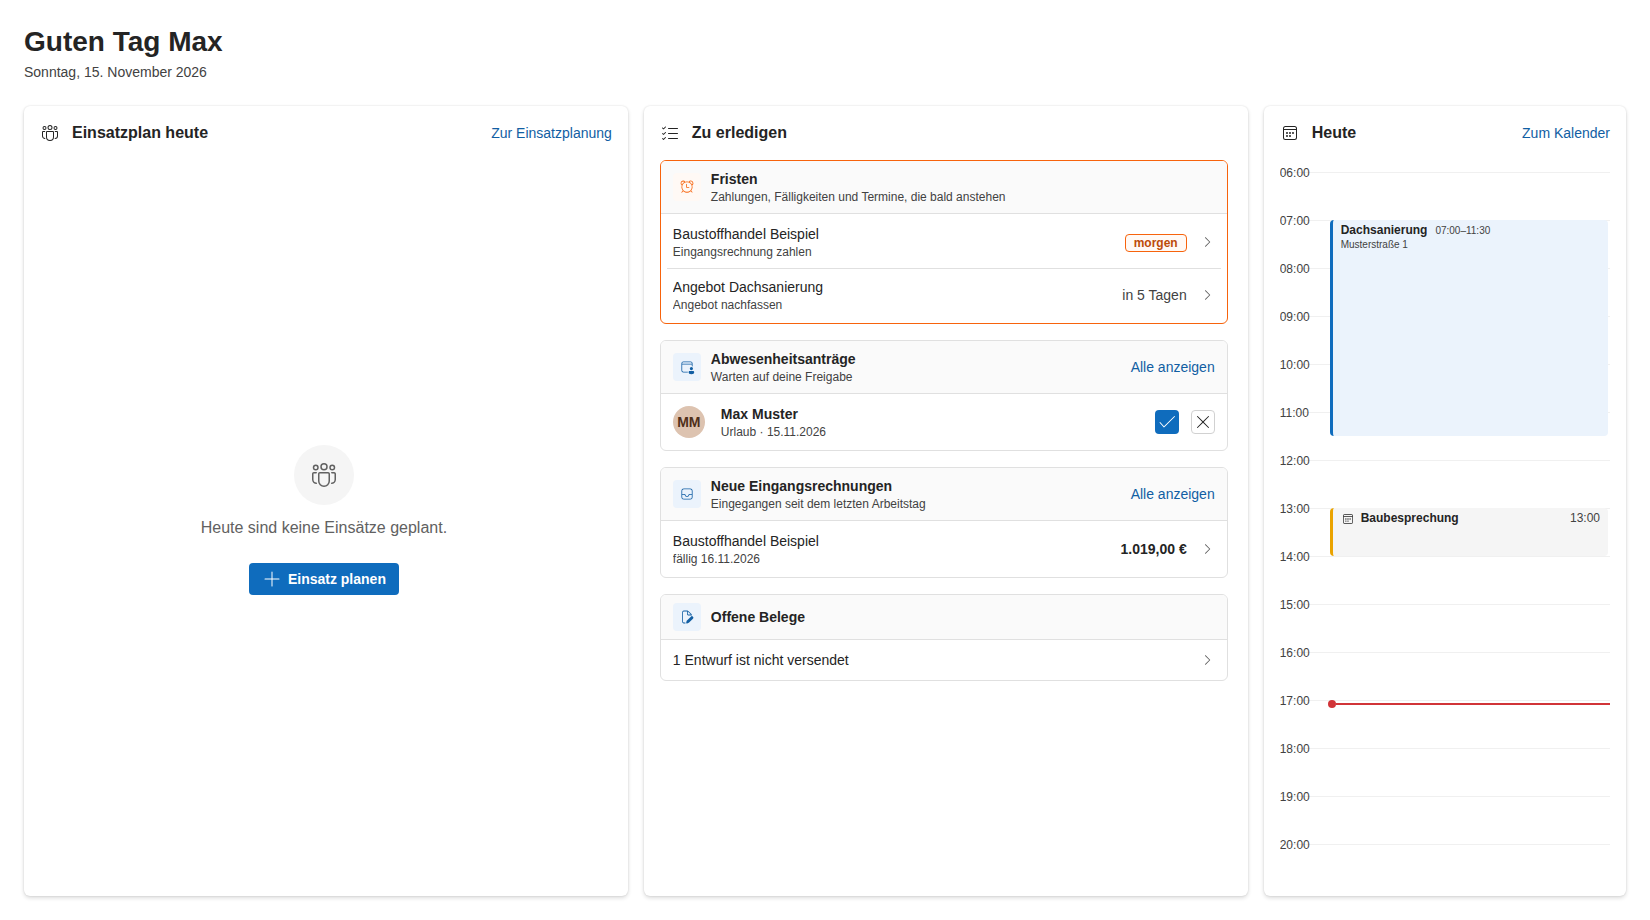 Guten Tag Max
Sonntag, 15. November 2026
Einsatzplan heute
Zur Einsatzplanung
Heute sind keine Einsätze geplant.
Einsatz planen
Zu erledigen
Fristen
Zahlungen, Fälligkeiten und Termine, die bald anstehen
Baustoffhandel Beispiel
Eingangsrechnung zahlen
morgen
Angebot Dachsanierung
Angebot nachfassen
in 5 Tagen
Abwesenheitsanträge
Warten auf deine Freigabe
Alle anzeigen
MM
Max Muster
Urlaub · 15.11.2026
Neue Eingangsrechnungen
Eingegangen seit dem letzten Arbeitstag
Alle anzeigen
Baustoffhandel Beispiel
fällig 16.11.2026
1.019,00 €
Offene Belege
1 Entwurf ist nicht versendet
Heute
Zum Kalender
06:00
07:00
Dachsanierung 07:00–11:30
Musterstraße 1
08:00
09:00
10:00
11:00
12:00
13:00
Baubesprechung 13:00
14:00
15:00
16:00
17:00
18:00
19:00
20:00